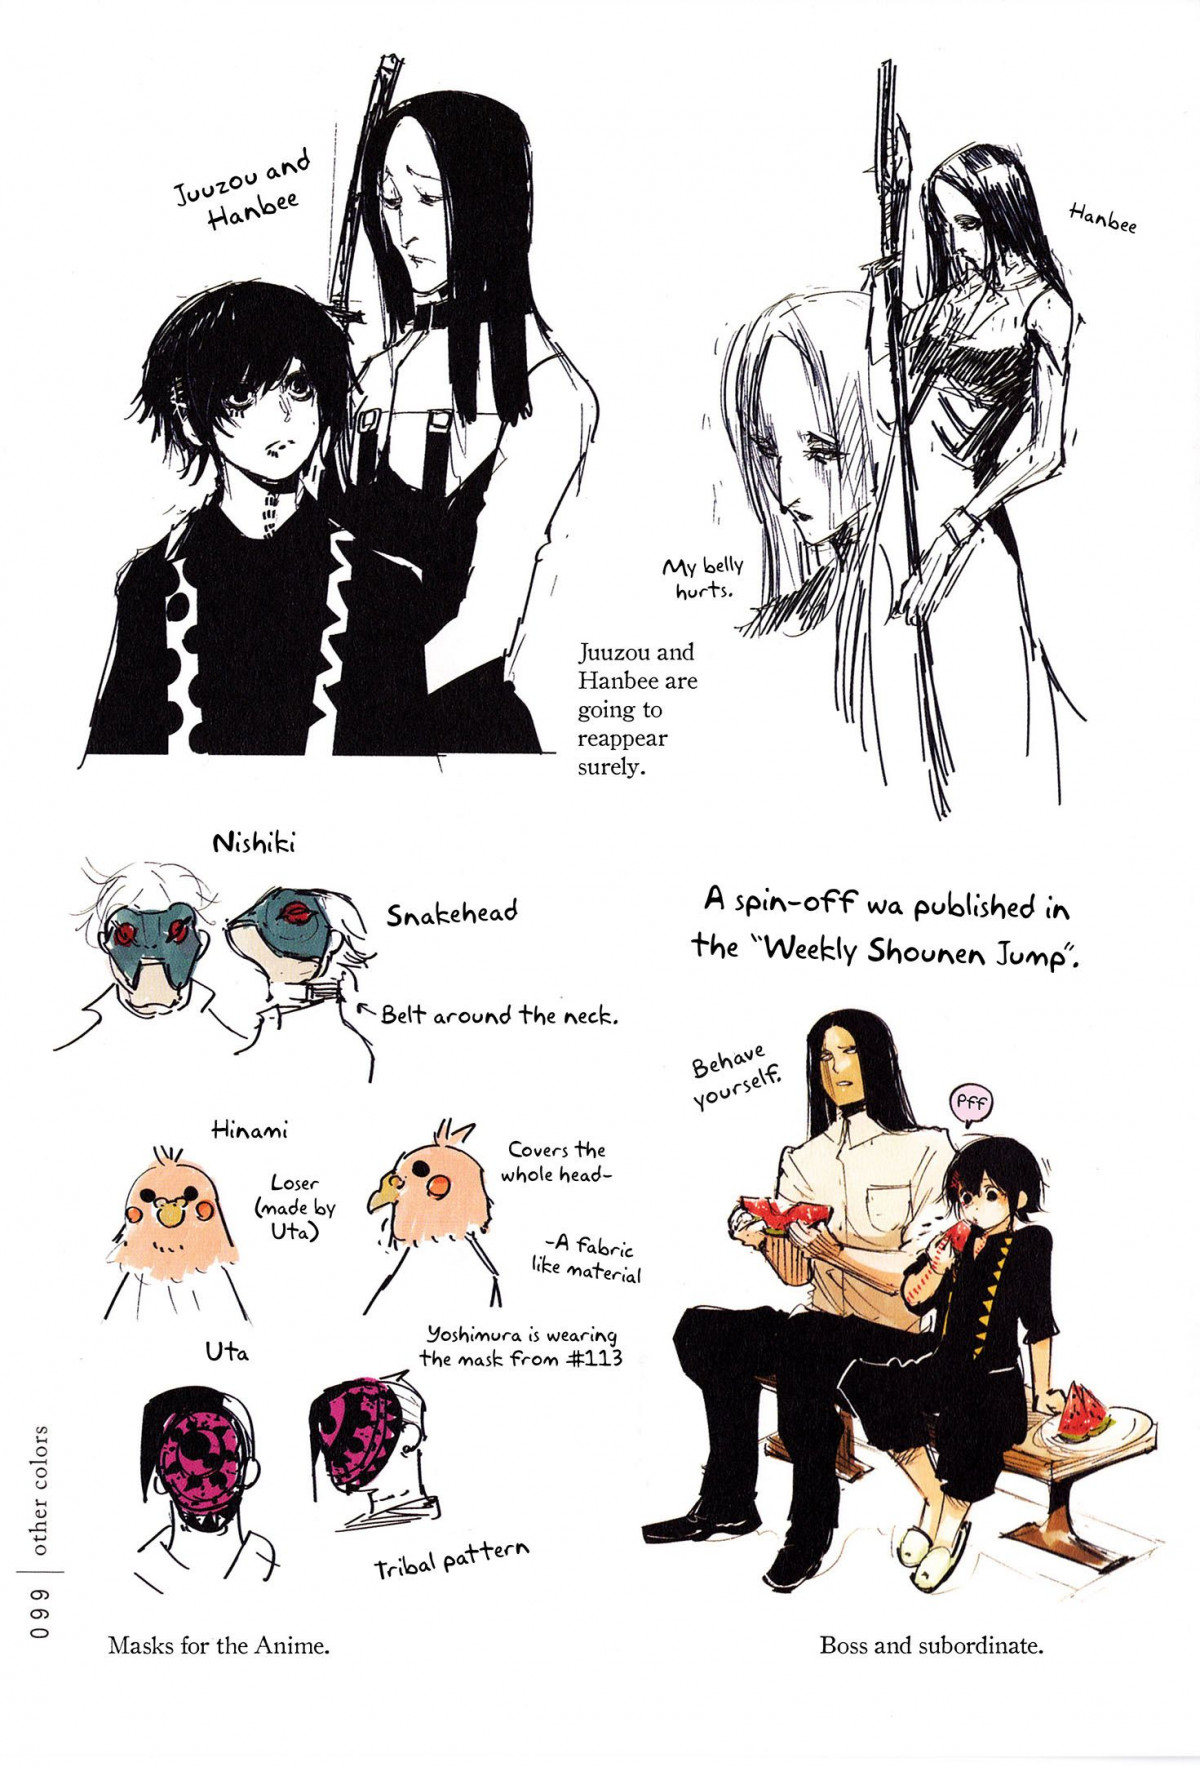 Juuzou and
Hanbee
Hanbee
My belly
hurts.
Juuzou and
Hanbee are
going to
reappear
surely.
Nishiki
Snakehead
Belt around the neck.
A spin-off wa published in
the "Weekly Shounen Jump".
Behave
yourself.
Pff
Hinami
Loser
(made by
Uta)
Covers the
whole head-
-A fabric
like material
Yoshimura is wearing
the mask from #113
Uta
Tribal pattern
Masks for the Anime.
Boss and subordinate.
099 | other colors